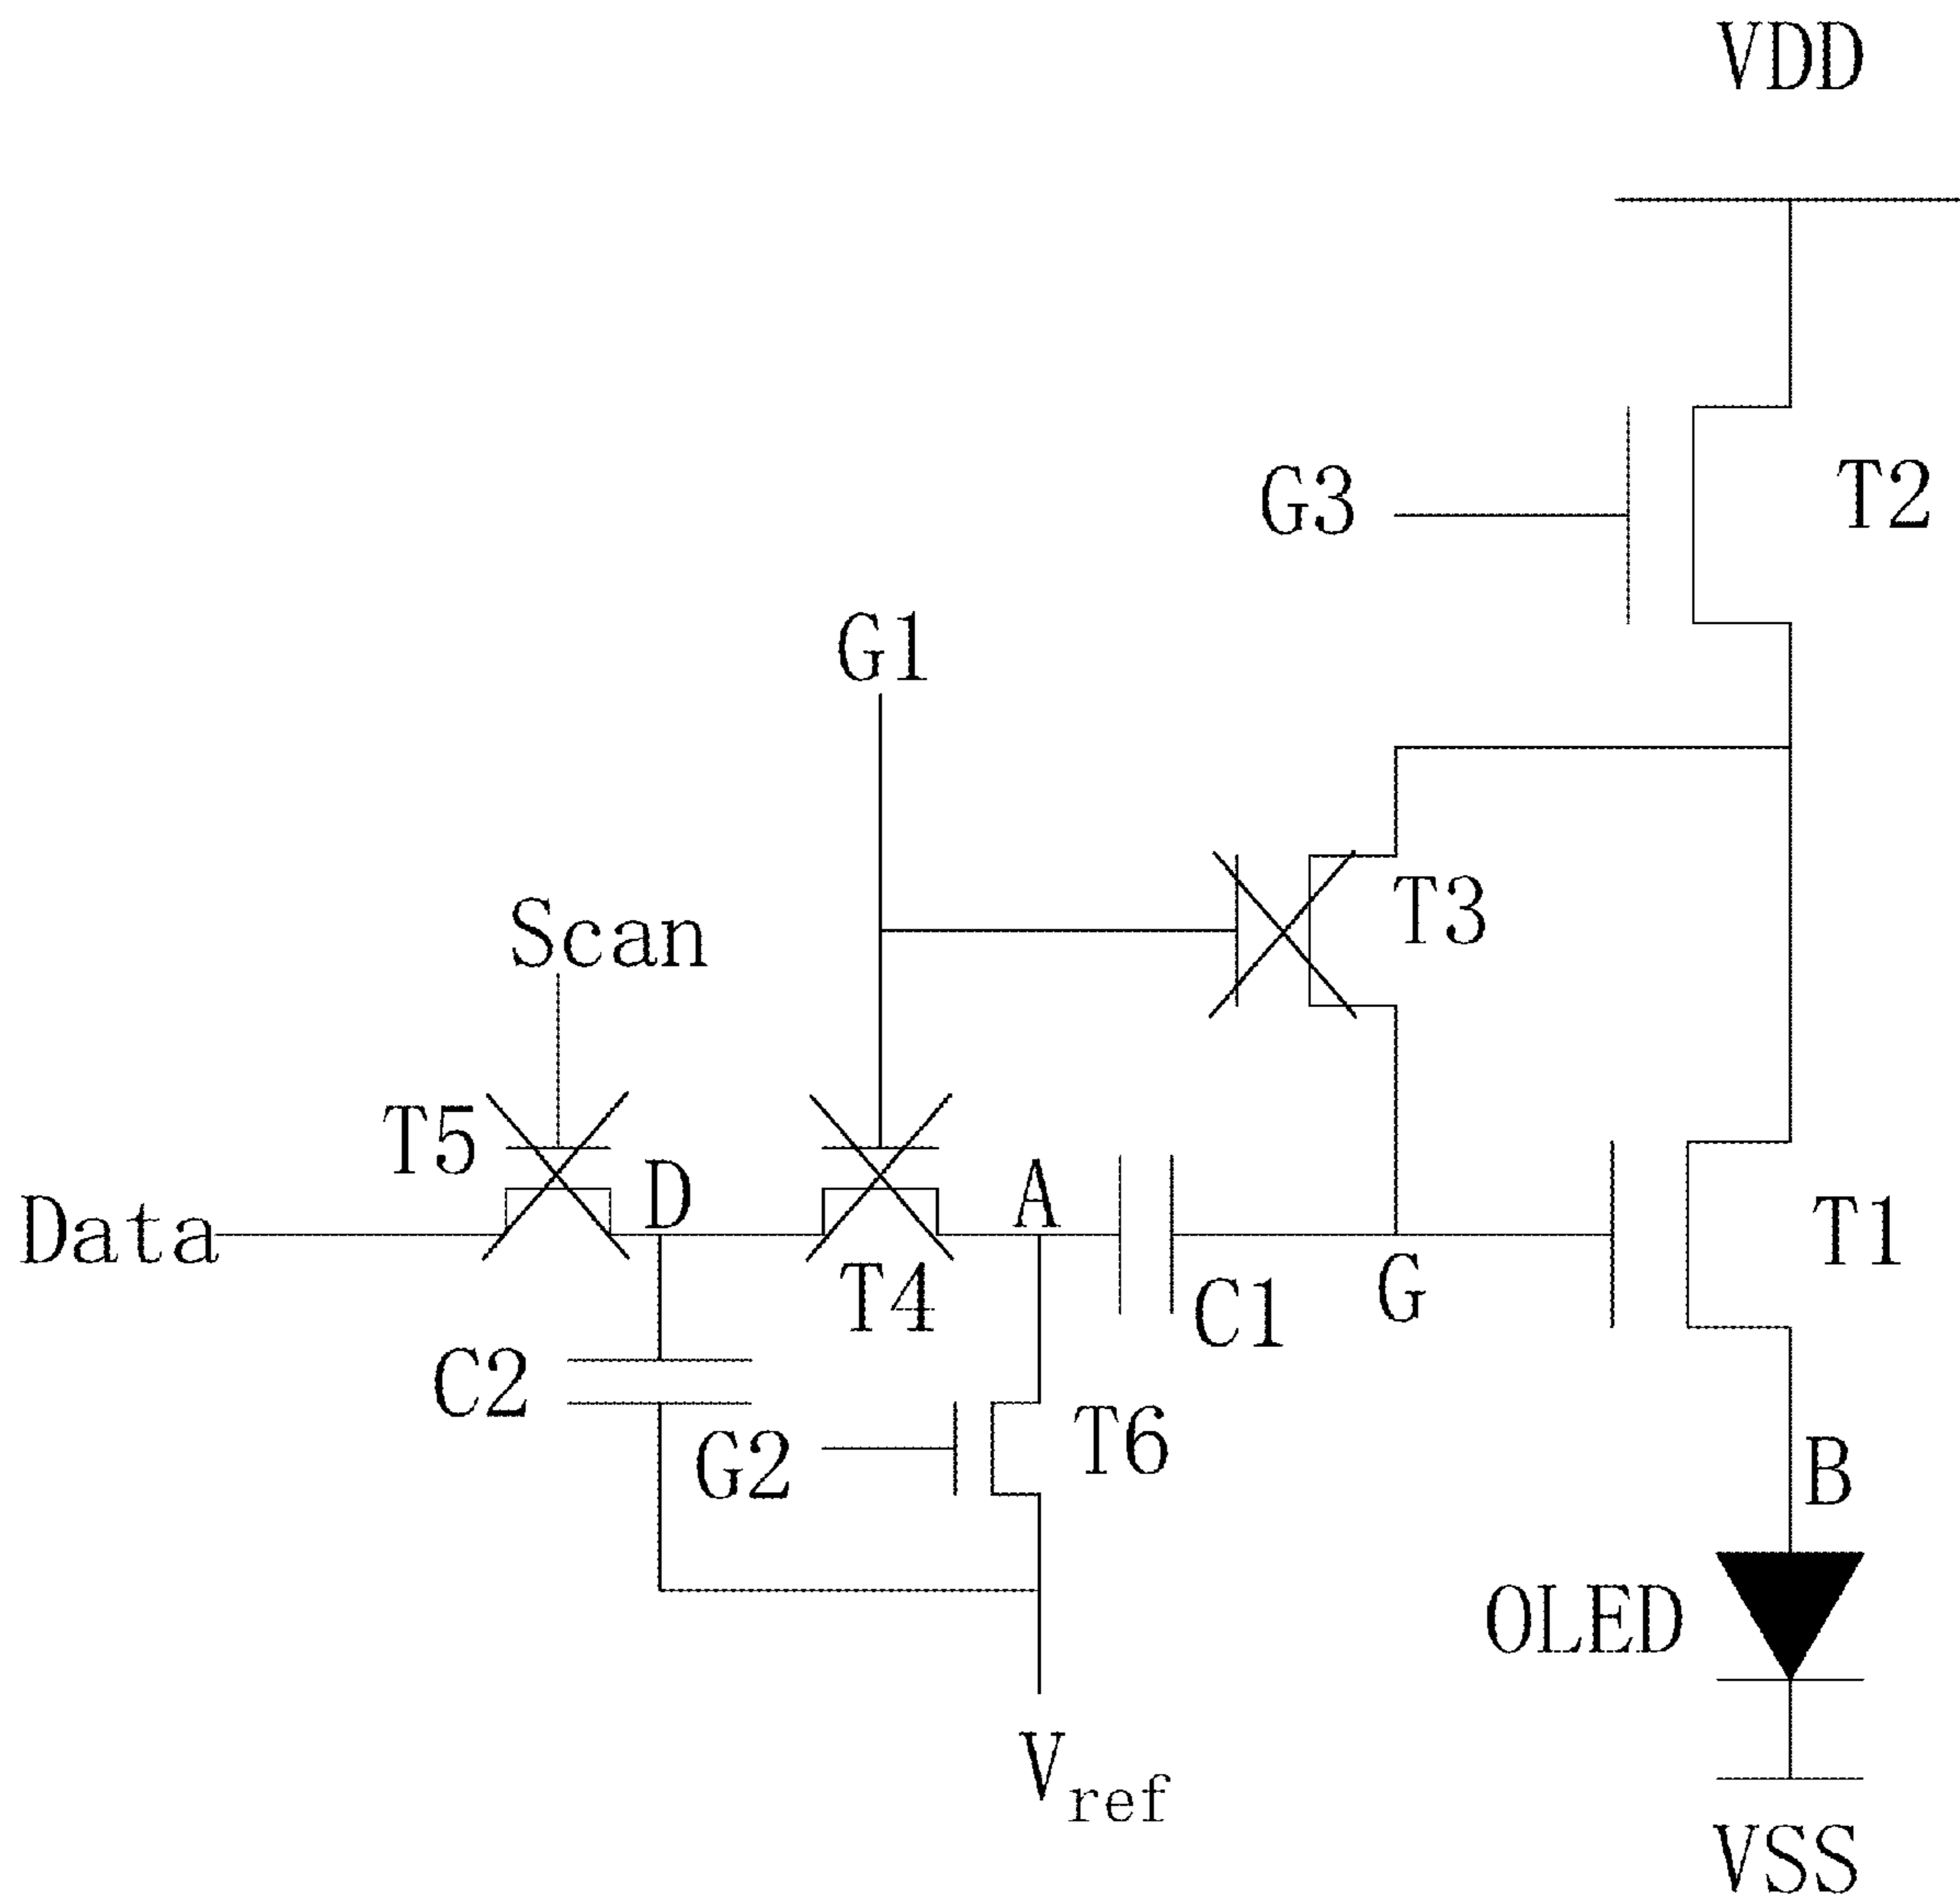 VDD
G3
T2
G1
T3
Scan
T5
D
A
Data
T4
C1
G
T1
C2
G2
T6
B
OLED
Vref
VSS